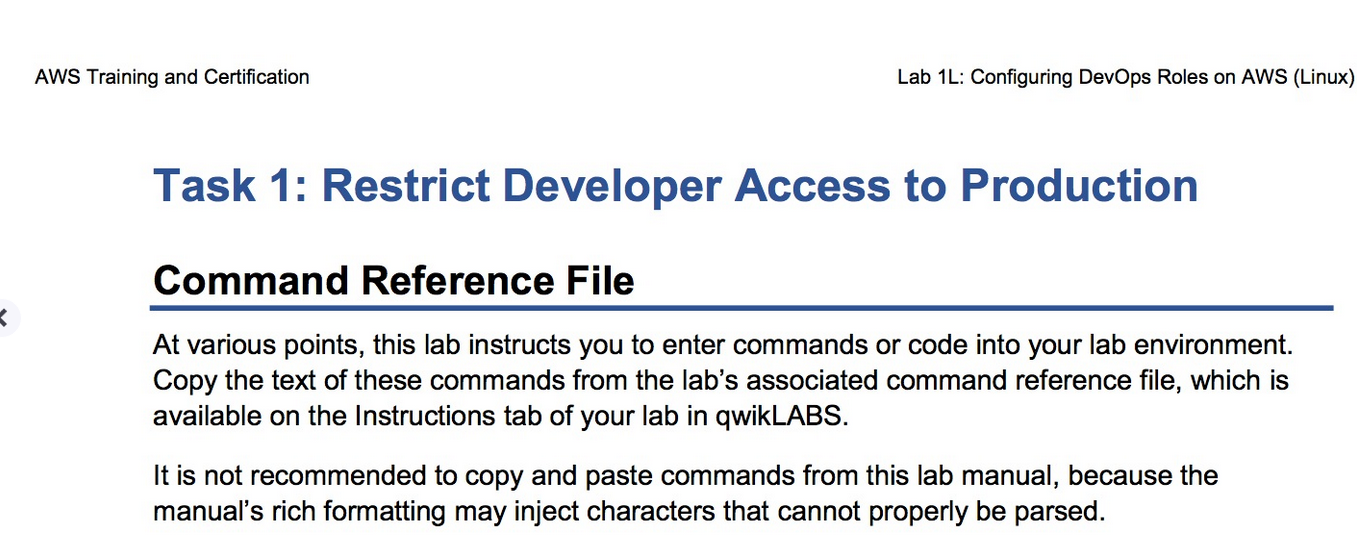 AWS Training and Certification
Lab 1L: Configuring DevOps Roles on AWS (Linux)
Task 1: Restrict Developer Access to Production
Command Reference File
At various points, this lab instructs you to enter commands or code into your lab environment.
Copy the text of these commands from the lab’s associated command reference file, which is
available on the Instructions tab of your lab in qwikLABS.
It is not recommended to copy and paste commands from this lab manual, because the
manual’s rich formatting may inject characters that cannot properly be parsed.